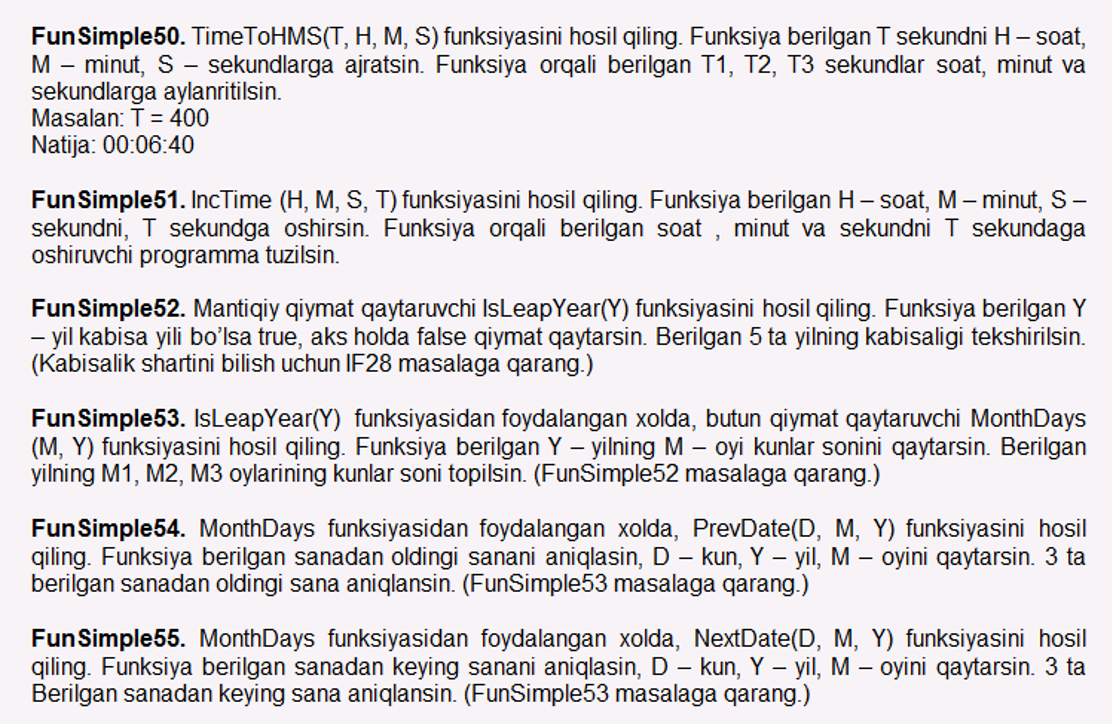 FunSimple50. TimeToHMS(T, H, M, S) funksiyasini hosil qiling. Funksiya berilgan T sekundni H – soat,
M – minut, S – sekundlarga ajratsin. Funksiya orqali berilgan T1, T2, T3 sekundlar soat, minut va
sekundlarga aylanritilsin.
Masalan: T = 400
Natija: 00:06:40
FunSimple51. IncTime (H, M, S, T) funksiyasini hosil qiling. Funksiya berilgan H – soat, M – minut, S –
sekundni, T sekundga oshirsin. Funksiya orqali berilgan soat , minut va sekundni T sekundaga
oshiruvchi programma tuzilsin.
FunSimple52. Mantiqiy qiymat qaytaruvchi IsLeapYear(Y) funksiyasini hosil qiling. Funksiya berilgan Y
– yil kabisa yili bo’lsa true, aks holda false qiymat qaytarsin. Berilgan 5 ta yilning kabisaligi tekshirilsin.
(Kabisalik shartini bilish uchun IF28 masalaga qarang.)
FunSimple53. IsLeapYear(Y) funksiyasidan foydalangan xolda, butun qiymat qaytaruvchi MonthDays
(M, Y) funksiyasini hosil qiling. Funksiya berilgan Y – yilning M – oyi kunlar sonini qaytarsin. Berilgan
yilning M1, M2, M3 oylarining kunlar soni topilsin. (FunSimple52 masalaga qarang.)
FunSimple54. MonthDays funksiyasidan foydalangan xolda, PrevDate(D, M, Y) funksiyasini hosil
qiling. Funksiya berilgan sanadan oldingi sanani aniqlasin, D – kun, Y – yil, M – oyini qaytarsin. 3 ta
berilgan sanadan oldingi sana aniqlansin. (FunSimple53 masalaga qarang.)
FunSimple55. MonthDays funksiyasidan foydalangan xolda, NextDate(D, M, Y) funksiyasini hosil
qiling. Funksiya berilgan sanadan keying sanani aniqlasin, D – kun, Y – yil, M – oyini qaytarsin. 3 ta
Berilgan sanadan keying sana aniqlansin. (FunSimple53 masalaga qarang.)